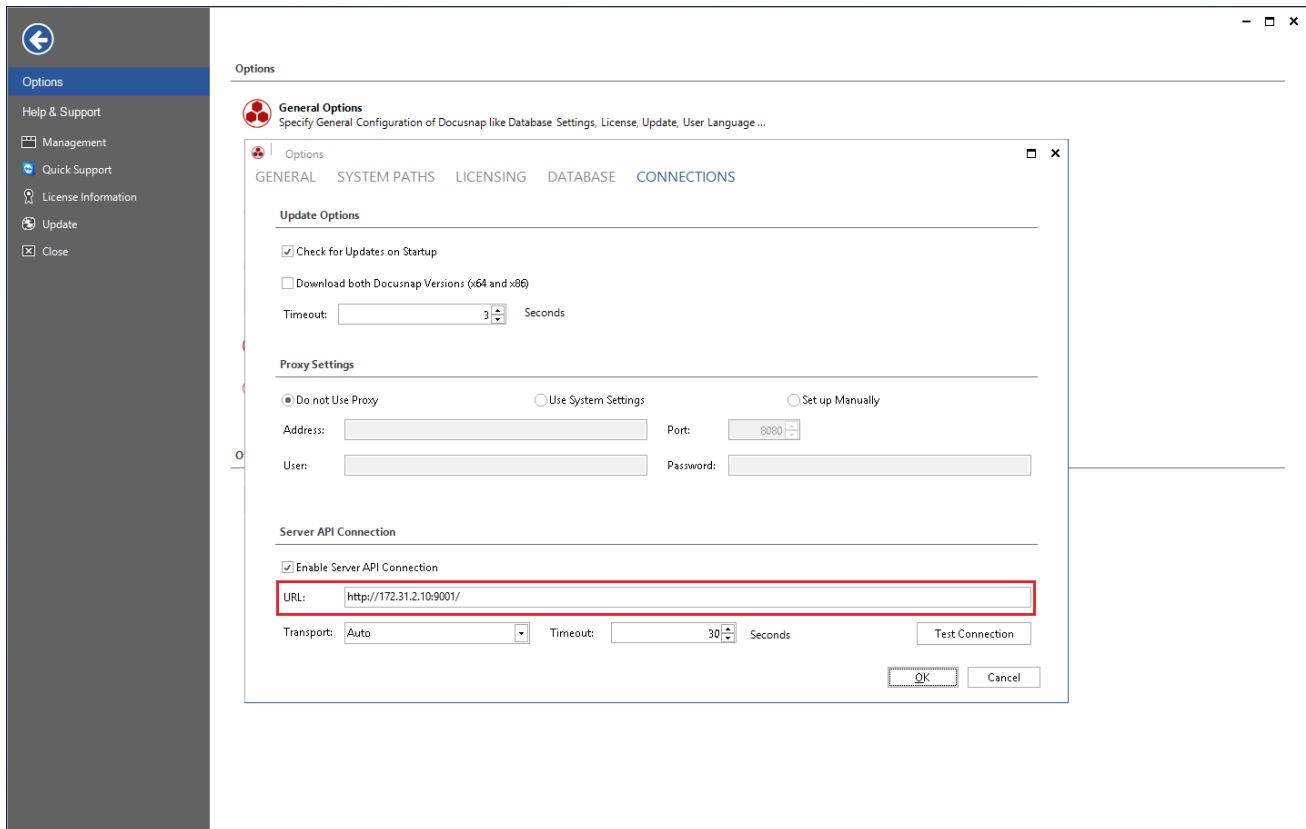 Options
Help & Support
Management
Quick Support
License Information
Update
Close
Options
General Options
Specify General Configuration of Docusnap like Database Settings, License, Update, User Language ...
Options
GENERAL SYSTEM PATHS LICENSING DATABASE CONNECTIONS
Update Options
Check for Updates on Startup
Download both Docusnap Versions (x64 and x86)
Timeout: 3 Seconds
Proxy Settings
Do not Use Proxy Use System Settings Set up Manually
Address: Port: 8080
User: Password:
Server API Connection
Enable Server API Connection
URL: http://172.31.2.10:9001/
Transport: Auto Timeout: 30 Seconds Test Connection
OK Cancel